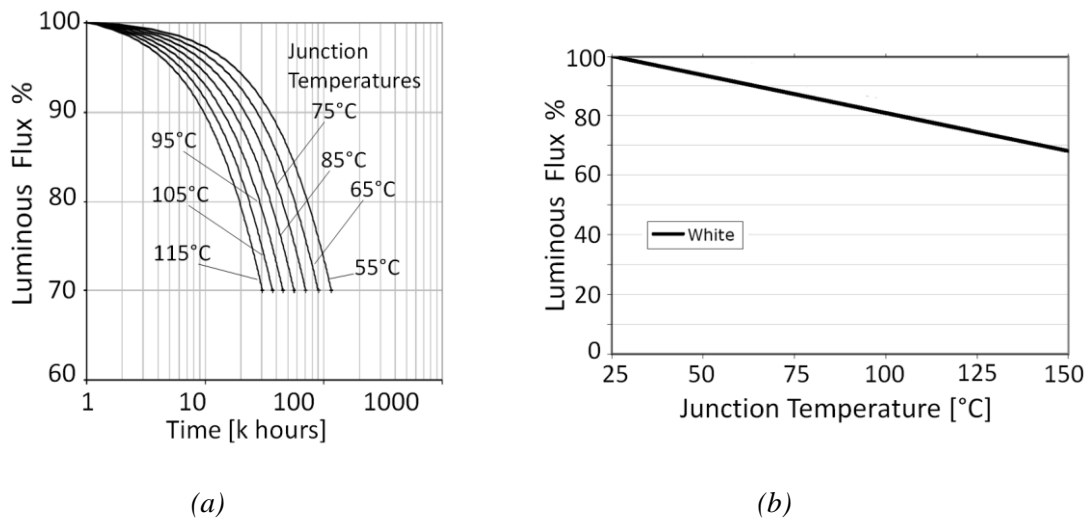 100
90
80
70
60
Luminous Flux %
Junction
Temperatures
75°C
95°C
85°C
105°C
65°C
115°C
55°C
1
10
100
1000
Time [k hours]
(a)
100
80
60
40
20
0
Luminous Flux %
White
25
50
75
100
125
150
Junction Temperature [°C]
(b)